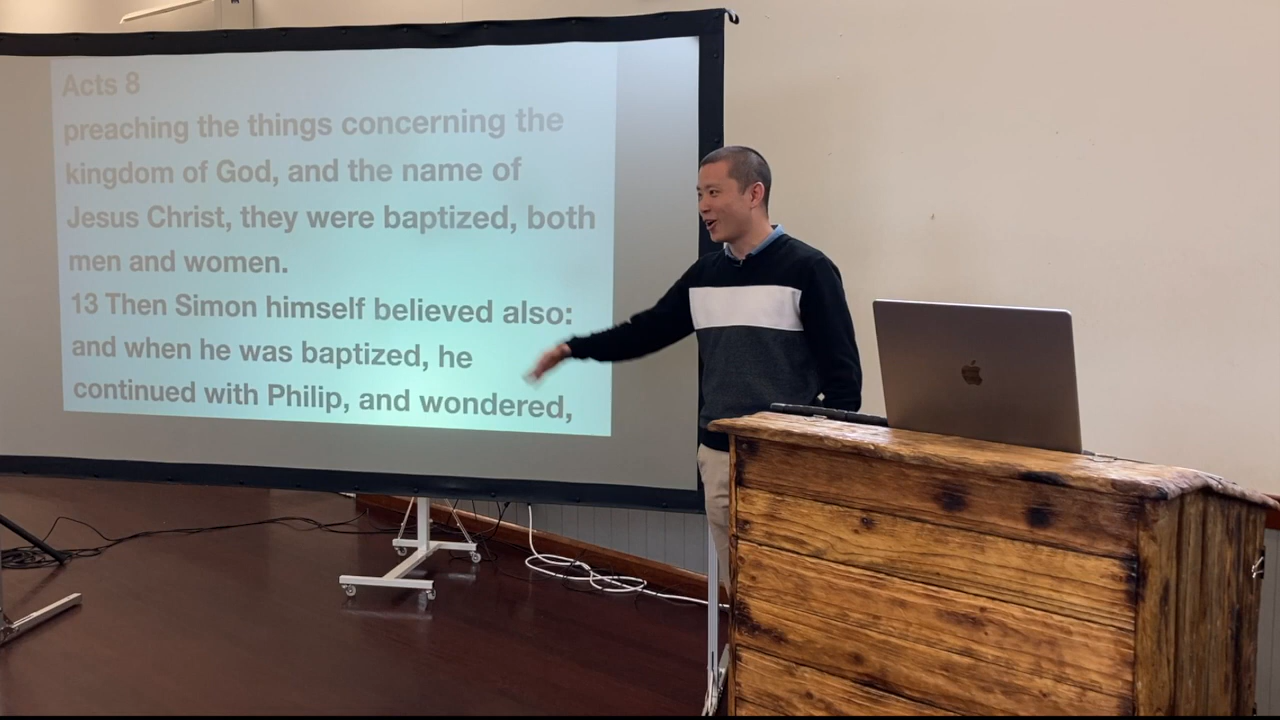 Acts 8
preaching the things concerning the
kingdom of God, and the name of
Jesus Christ, they were baptized, both
men and women.
13 Then Simon himself believed also:
and when he was baptized, he
continued with Philip, and wondered,